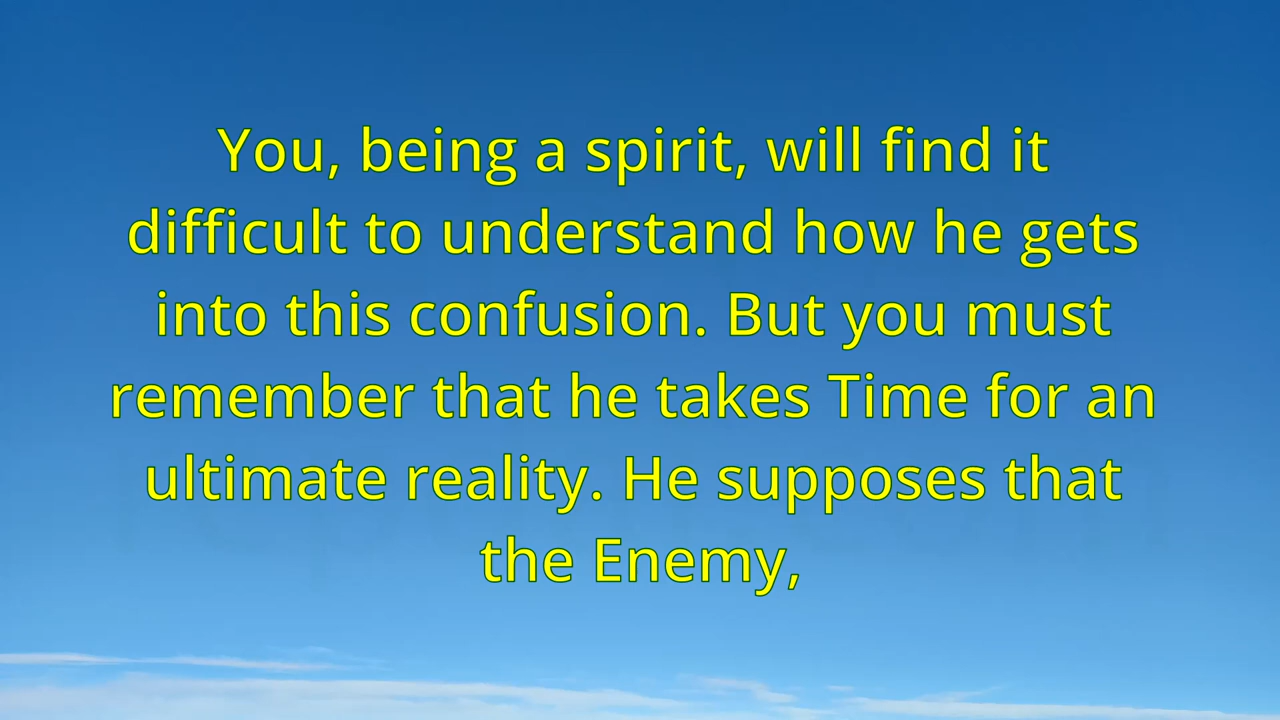 You, being a spirit, will find it
difficult to understand how he gets
into this confusion. But you must
remember that he takes Time for an
ultimate reality. He supposes that
the Enemy,